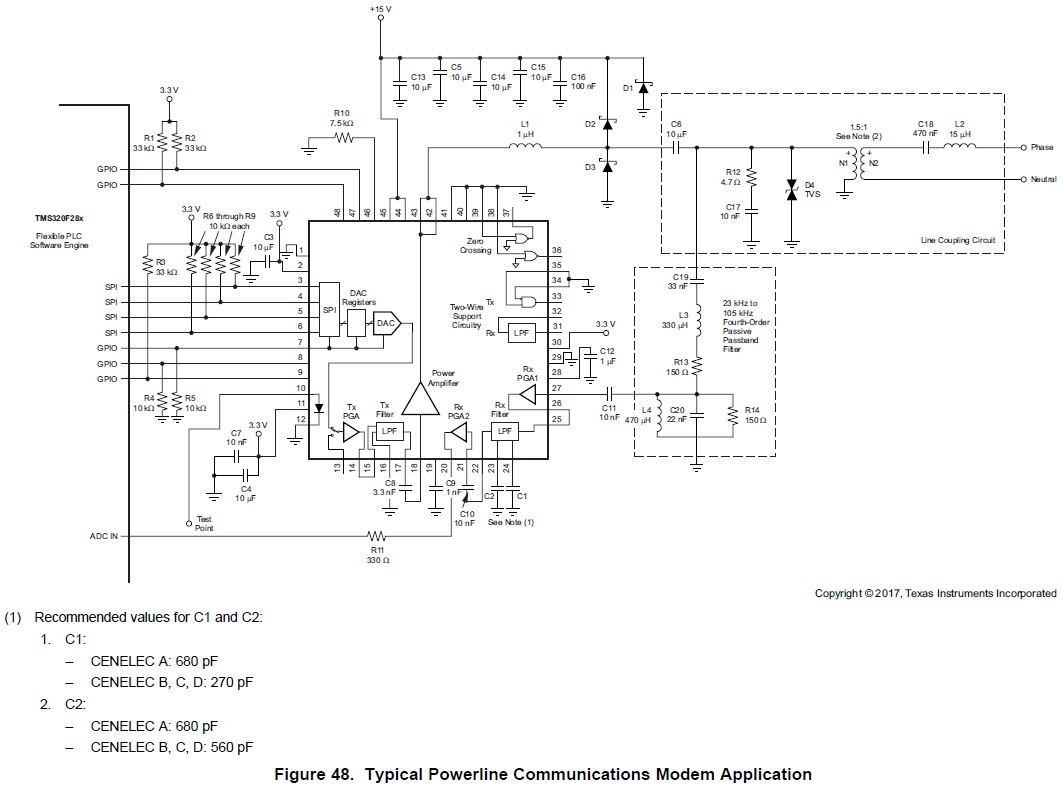 +15 V
C13
10 µF
C5
10 µF
C14
10 µF
C15
10 µF
C16
100 nF
D1
3.3 V
R1
33 kΩ
R2
33 kΩ
R10
7.5 kΩ
L1
1 µH
D2
D3
C6
10 µF
1.5:1
See Note (2)
N1
N2
+
+
C18
470 nF
L2
15 µH
Phase
Neutral
R12
4.7 Ω
C17
10 nF
D4
TVS
Line Coupling Circuit
GPIO
GPIO
TMS320F28x
Flexible PLC
Software Engine
3.3 V
R6 through R9
10 kΩ each
3.3 V
C3
10 µF
R3
33 kΩ
SPI
SPI
SPI
SPI
GPIO
GPIO
GPIO
R4
10 kΩ
R5
10 kΩ
48
47
46
45
44
43
42
41
40
39
38
37
1
2
3
4
5
6
7
8
9
10
11
12
13
14
15
16
17
18
19
20
21
22
23
24
36
35
34
33
32
31
30
29
28
27
26
25
Zero
Crossing
Two-Wire
Support
Circuitry
Tx
Rx
LPF
SPI
DAC
Registers
DAC
Power
Amplifier
Tx
PGA
Tx
Filter
LPF
Rx
PGA2
Rx
Filter
LPF
Rx
PGA1
3.3 V
C12
1 µF
C11
10 nF
C19
33 nF
L3
330 µH
R13
150 Ω
23 kHz to
105 kHz
Fourth-Order
Passive
Passband
Filter
L4
470 µH
C20
22 nF
R14
150 Ω
C7
10 nF
3.3 V
C4
10 µF
Test
Point
C8
3.3 nF
C9
1 nF
C10
10 nF
C2
C1
See Note (1)
ADC IN
R11
330 Ω
Copyright © 2017, Texas Instruments Incorporated
(1) Recommended values for C1 and C2:
1. C1:
– CENELEC A: 680 pF
– CENELEC B, C, D: 270 pF
2. C2:
– CENELEC A: 680 pF
– CENELEC B, C, D: 560 pF
Figure 48. Typical Powerline Communications Modem Application